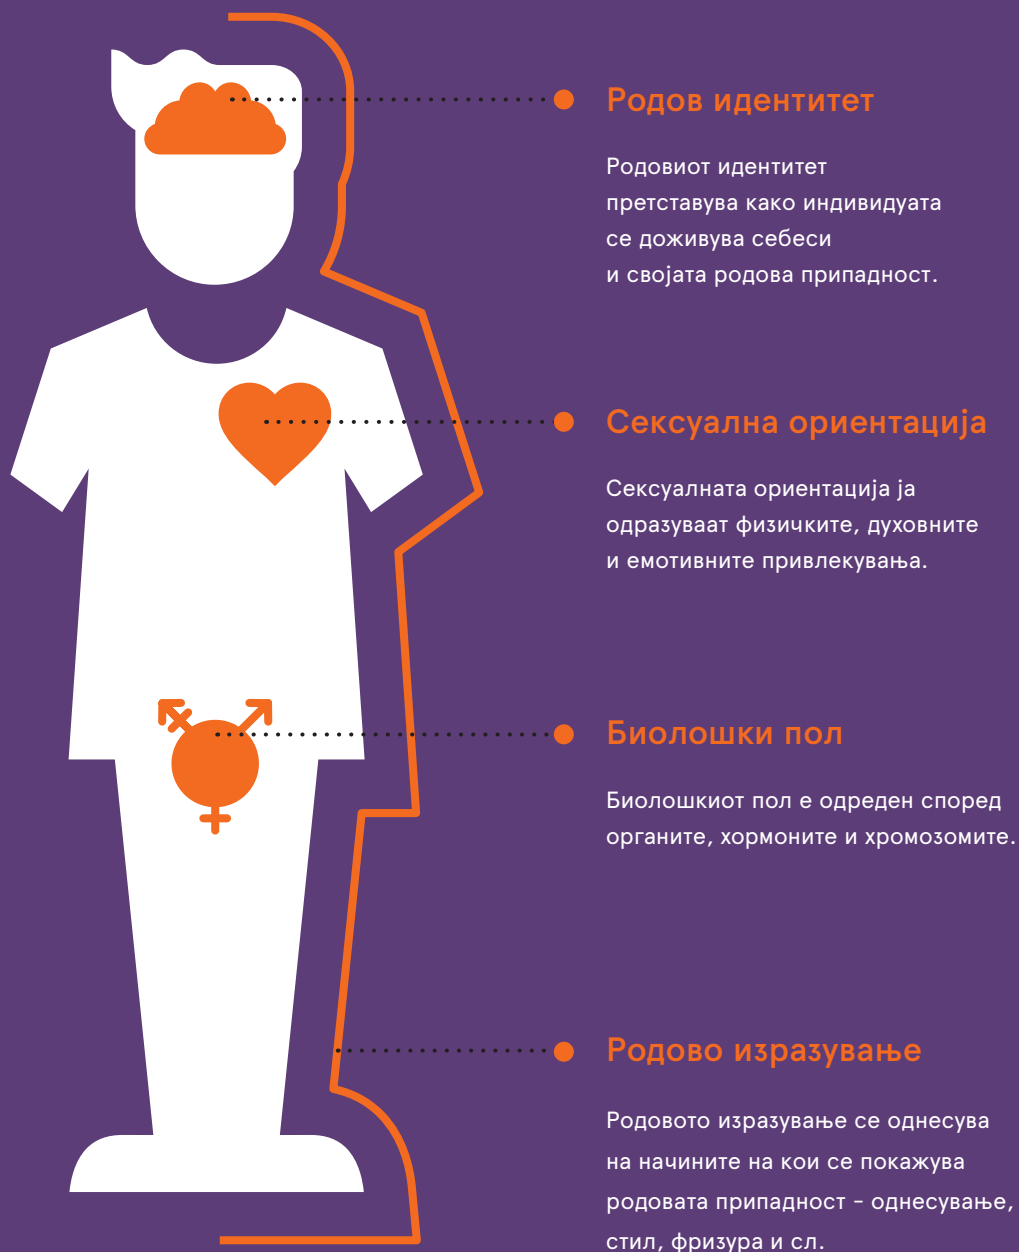 Родов идентитет
Родовиот идентитет
претставува како индивидуата
се доживува себеси
и својата родова припадност.
Сексуална ориентација
Сексуалната ориентација ја
одразуваат физичките, духовните
и емотивните привлекувања.
Биолошки пол
Биолошкиот пол е одреден според
органите, хормоните и хромозомите.
Родово изразување
Родовото изразување се однесува
на начините на кои се покажува
родовата припадност - однесување,
стил, фризура и сл.